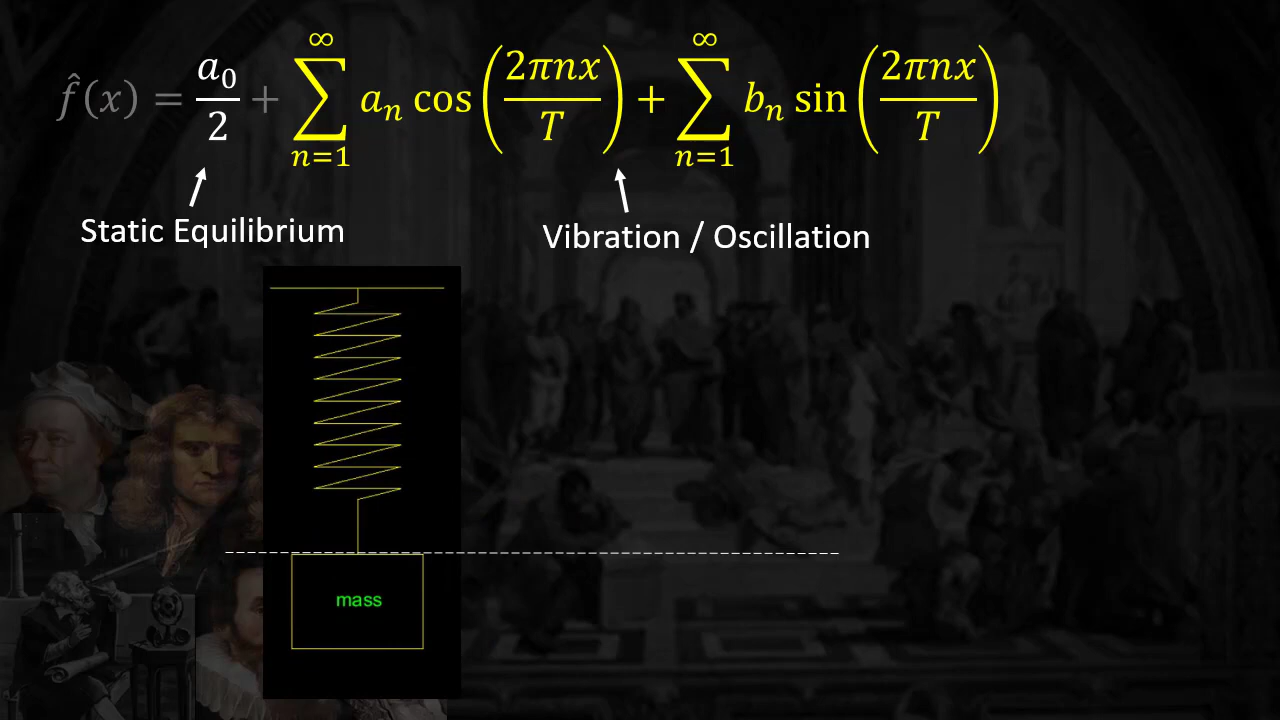 f̂(x) = a₀/2 + ∑_{n=1}^{∞} aₙ cos(2πnx/T) + ∑_{n=1}^{∞} bₙ sin(2πnx/T)
Static Equilibrium
Vibration / Oscillation
mass